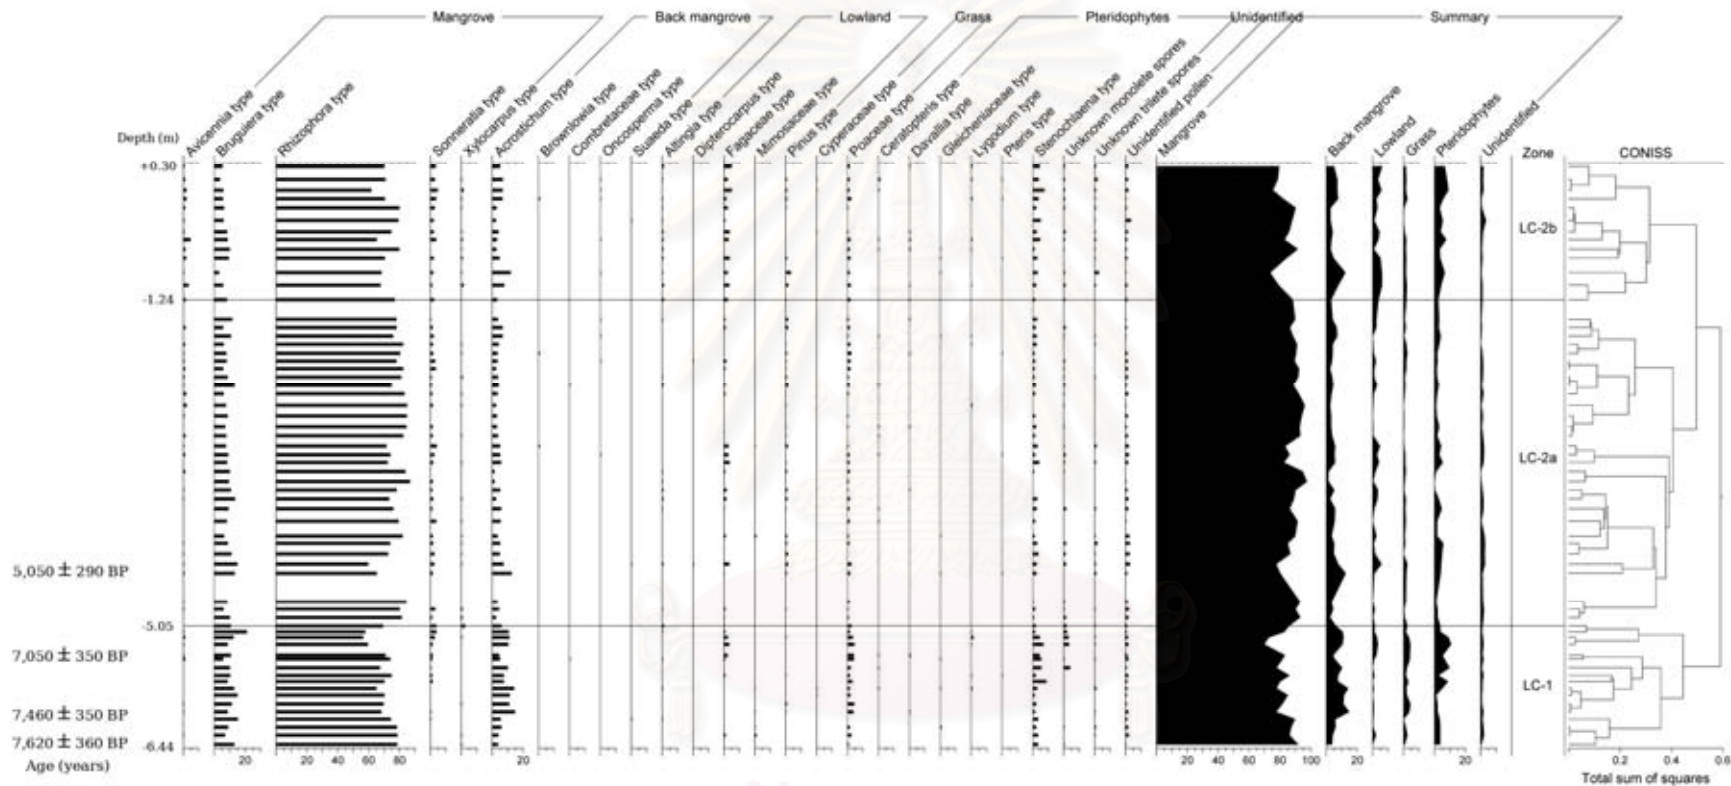 Mangrove Back mangrove Lowland Grass Pteridophytes Unidentified Summary
Avicennia type
Bruguiera type
Rhizophora type
Sonneratia type
Xylocarpus type
Acrostichum type
Brownlowia type
Combretaceae type
Oncosperma type
Suaeda type
Altingia type
Dipterocarpus type
Fagaceae type
Mimosaceae type
Pinus type
Cyperaceae type
Poaceae type
Ceratopteris type
Davallia type
Gleicheniaceae type
Lygodium type
Pteris type
Stenochlaena type
Unknown monolete spores
Unknown trilete spores
Unidentified pollen
Mangrove
Back mangrove
Lowland
Grass
Pteridophytes
Unidentified
Depth (m)
Zone CONISS
+0.30
LC-2b
-1.24
LC-2a
5,050 ± 290 BP
-5.05
7,050 ± 350 BP
LC-1
7,460 ± 350 BP
7,620 ± 360 BP
-6.44
Age (years)
20 20 40 60 80 20 20 40 60 80 100 20 20 0.2 0.4 0.6
Total sum of squares